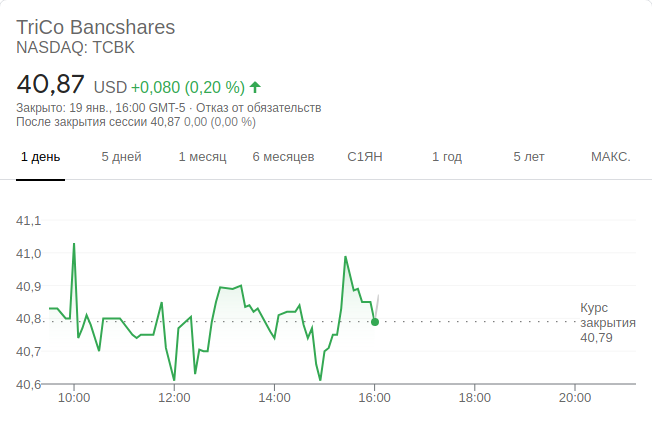 TriCo Bancshares
NASDAQ: TCBK
40,87 USD +0,080 (0,20 %)
Закрыто: 19 янв., 16:00 GMT-5 · Отказ от обязательств
После закрытия сессии 40,87 0,00 (0,00 %)
1 день 5 дней 1 месяц 6 месяцев С1ЯН 1 год 5 лет МАКС.
41,1
41,0
40,9
40,8
40,7
40,6
Курс
закрытия
40,79
10:00 12:00 14:00 16:00 18:00 20:00